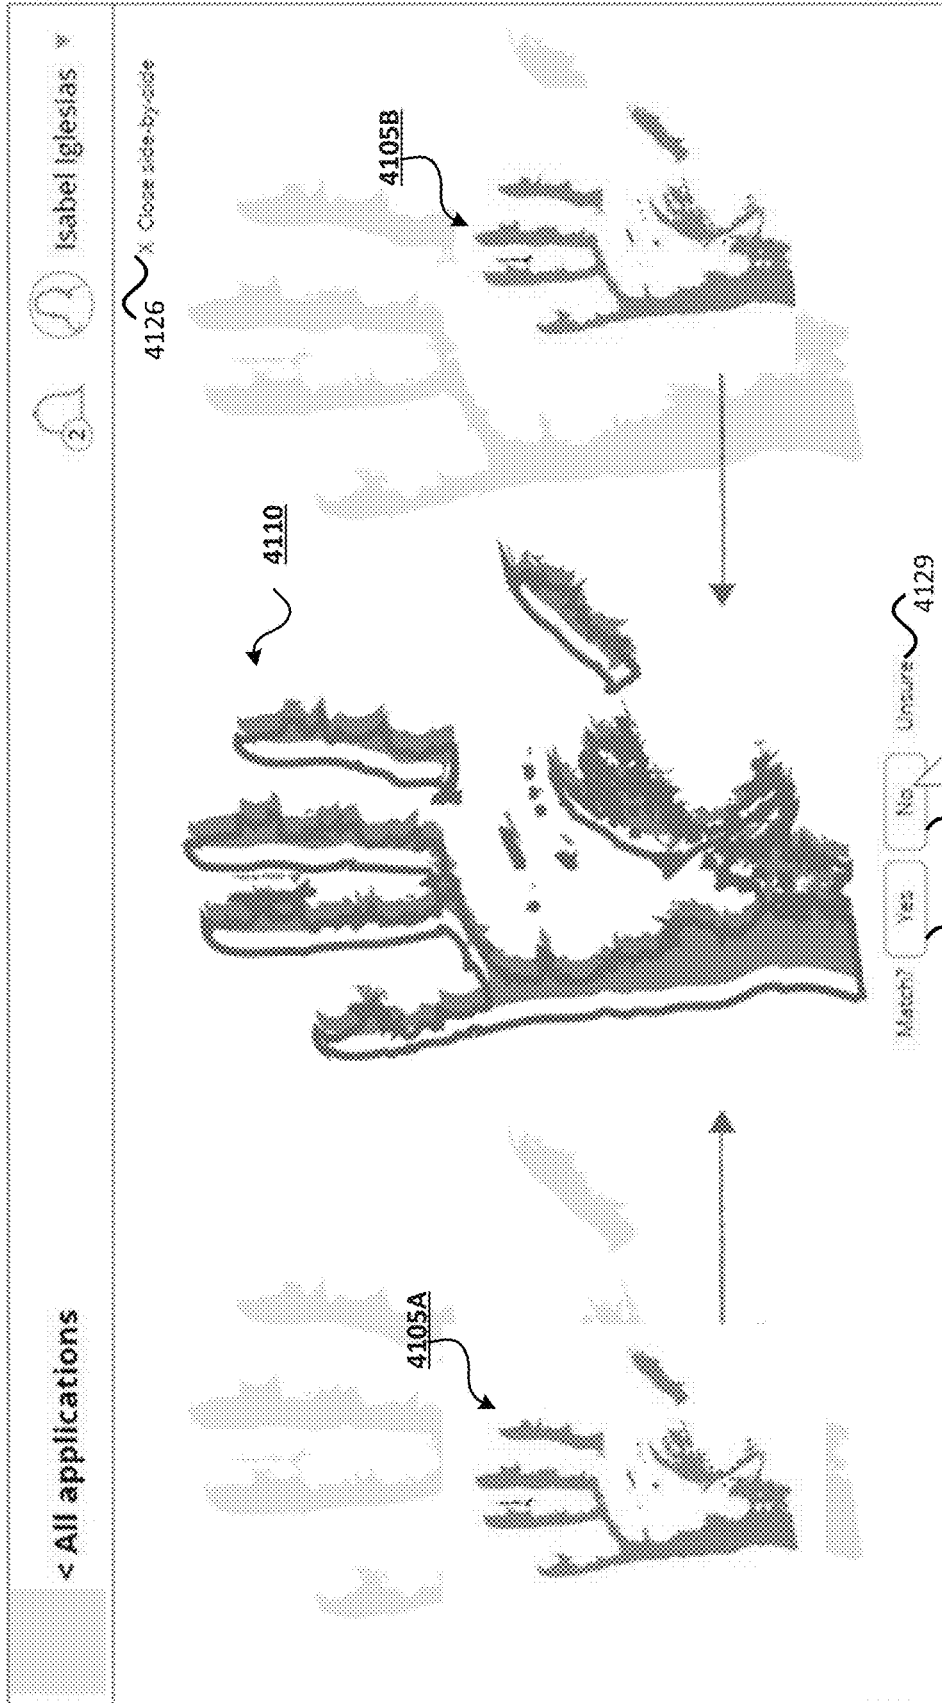 < All applications
2
Isabel Iglesias
4126
X Close side-by-side
4110
4105A
4105B
Match?
Yes
No
Unsure
4129